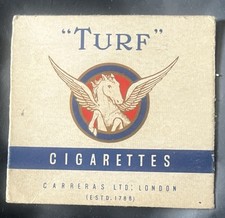 "TURF"
CIGARETTES
CARRERAS LTD; LONDON
(ESTD. 1788)